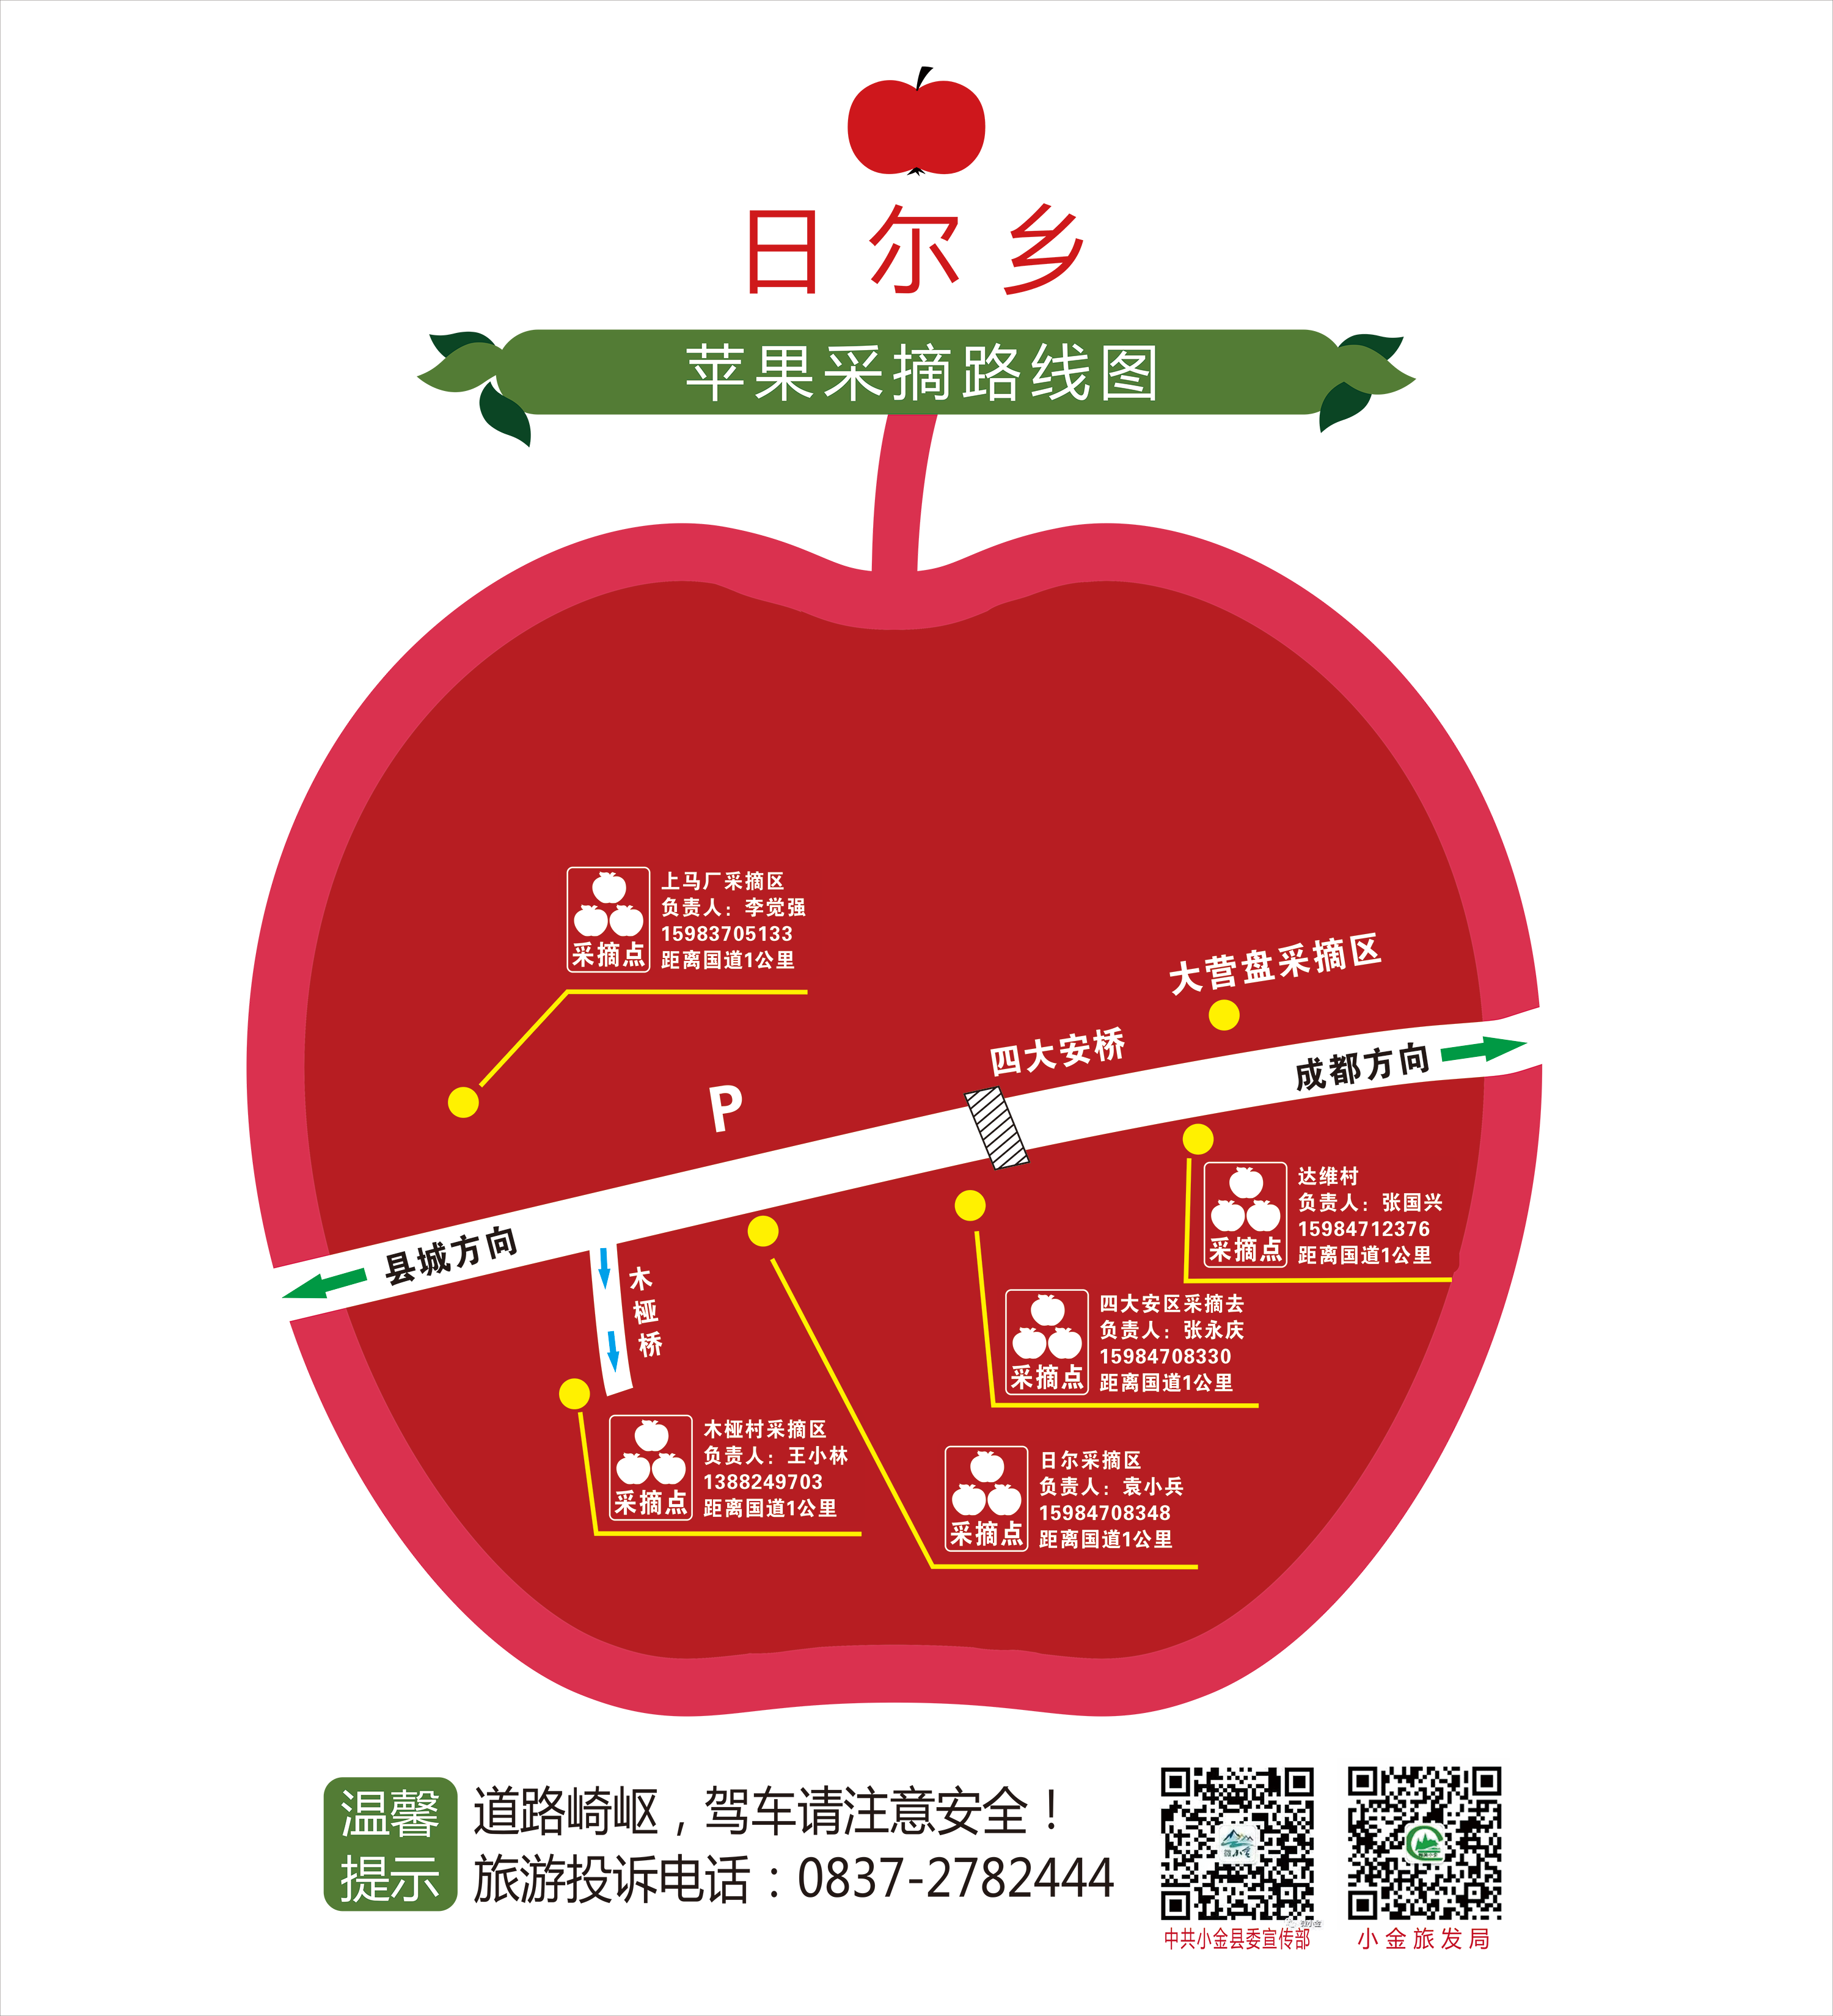 日尔乡
苹果采摘路线图
上马厂采摘区
负责人：李觉强
15983705133
距离国道1公里
采摘点
大营盘采摘区
四大安桥
成都方向
P
达维村
负责人：张国兴
15984712376
距离国道1公里
采摘点
县城方向
木桠桥
四大安区采摘去
负责人：张永庆
15984708330
距离国道1公里
采摘点
木桠村采摘区
负责人：王小林
1388249703
距离国道1公里
采摘点
日尔采摘区
负责人：袁小兵
15984708348
距离国道1公里
采摘点
温馨
提示
道路崎岖，驾车请注意安全！
旅游投诉电话：0837-2782444
中共小金县委宣传部
小金旅发局